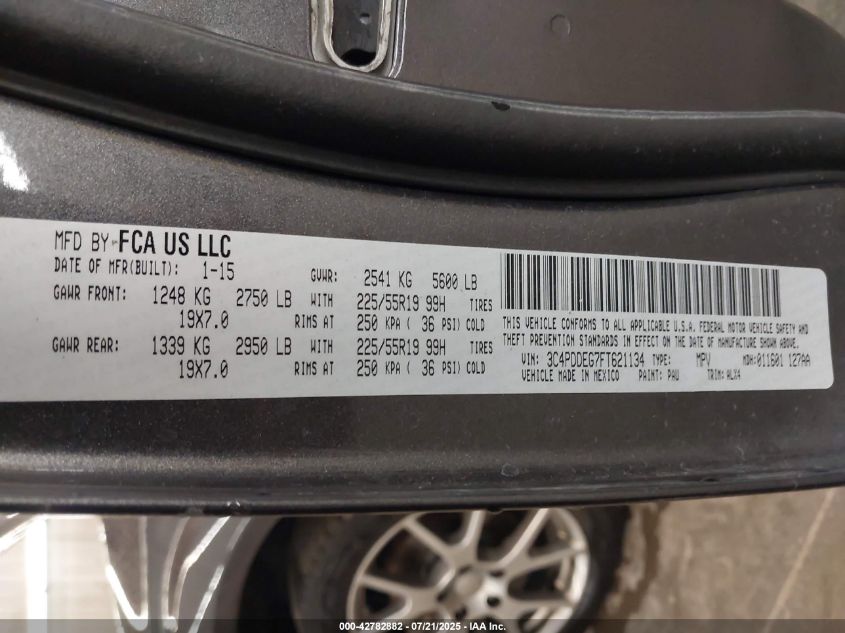 MFD BY FCA US LLC
DATE OF MFR(BUILT): 1-15 GVWR: 2541 KG 5600 LB
GAWR FRONT: 1248 KG 2750 LB WITH 225/55R19 99H TIRES
19X7.0 RIMS AT 250 KPA ( 36 PSI) COLD
GAWR REAR: 1339 KG 2950 LB WITH 225/55R19 99H TIRES
19X7.0 RIMS AT 250 KPA ( 36 PSI) COLD
THIS VEHICLE CONFORMS TO ALL APPLICABLE U.S.A. FEDERAL MOTOR VEHICLE SAFETY AND
THEFT PREVENTION STANDARDS IN EFFECT ON THE DATE OF MANUFACTURE SHOWN ABOVE.
VIN: 3C4PDDEG7FT621134 TYPE: MPV MDH: 011601 127AA
VEHICLE MADE IN MEXICO PAINT: PAU TRIM: ALX4
000-42782882 - 07/21/2025 - IAA Inc.